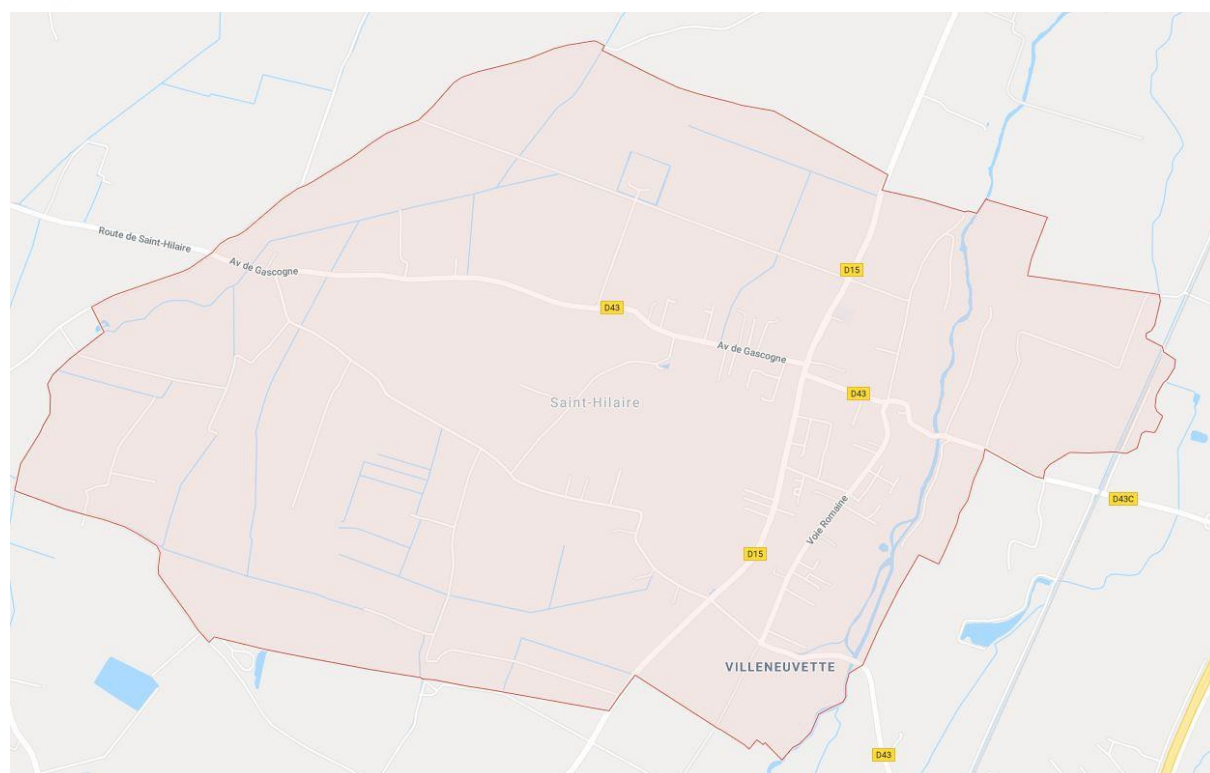 Route de Saint-Hilaire
Av de Gascogne
D15
D43
Av de Gascogne
D43
Saint-Hilaire
D43C
Voie Romaine
D15
VILLENEUVETTE
D43